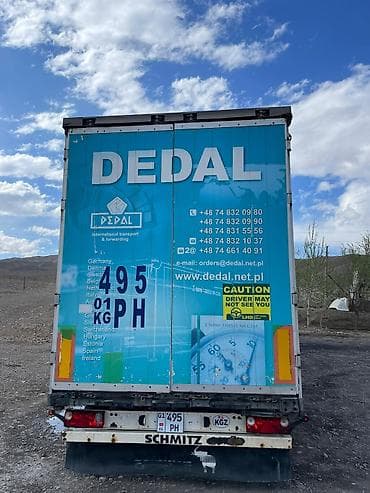 DEDAL
DEDAL
international transport
& forwarding
+48 74 832 09 80
+48 74 832 09 90
+48 74 831 55 56
+48 74 832 10 37
+48 74 661 40 91
e-mail: orders@dedal.net.pl
www.dedal.net.pl
Germany
Hungary
Estonia
Spain
Ireland
495
01
KG PH
CAUTION
DRIVER MAY
NOT SEE YOU
495
PH
KGZ
SCHMITZ